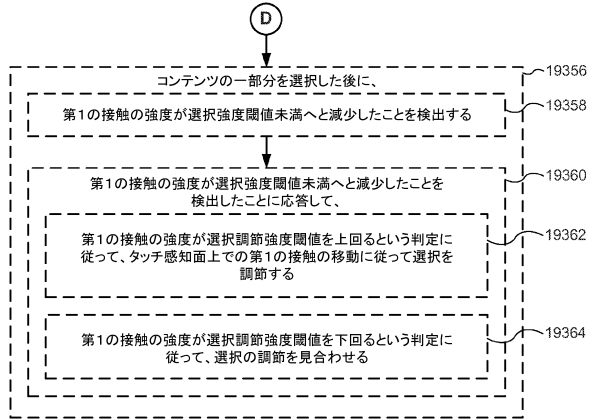 D
コンテンツの一部分を選択した後に、
19356
第1の接触の強度が選択強度閾値未満へと減少したことを検出する
19358
第1の接触の強度が選択強度閾値未満へと減少したことを
検出したことに応答して、
19360
第1の接触の強度が選択調節強度閾値を上回るという判定に
従って、タッチ感知面上での第1の接触の移動に従って選択を
調節する
19362
第1の接触の強度が選択調節強度閾値を下回るという判定に
従って、選択の調節を見合わせる
19364